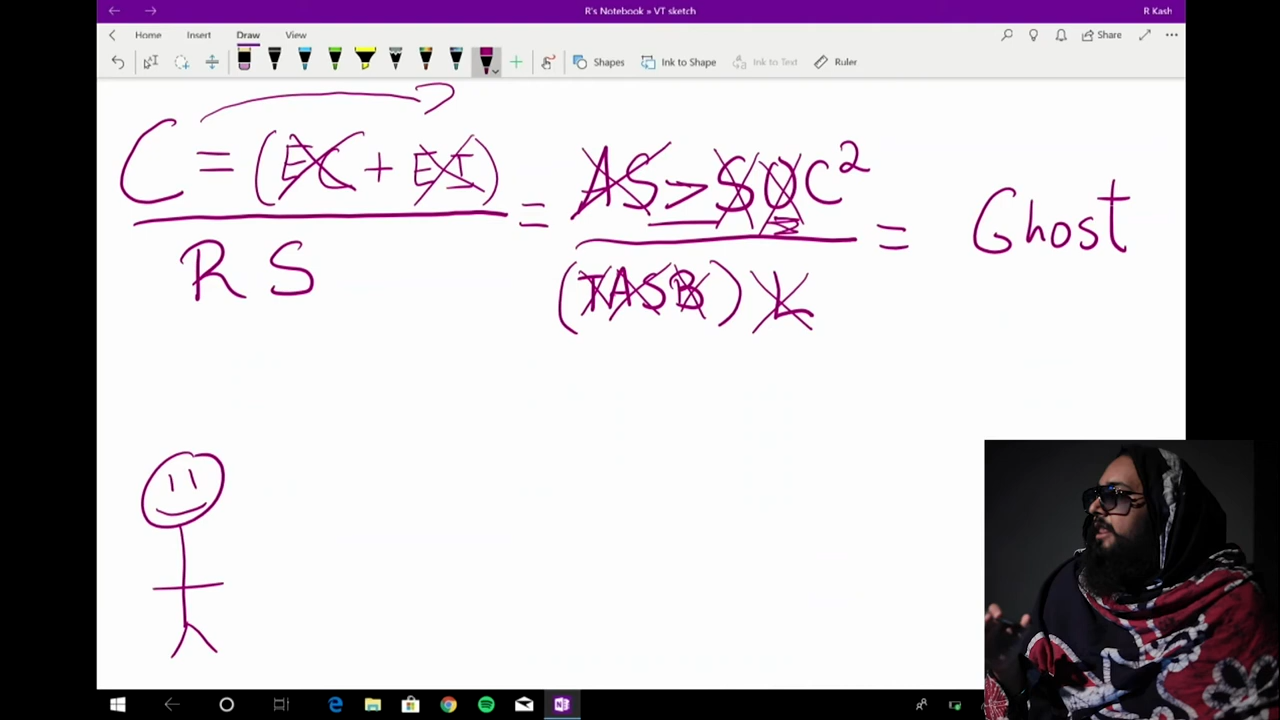 R's Notebook » VT sketch
R Kash
Home Insert Draw View
Share
Shapes Ink to Shape Ink to Text Ruler
C = (EC + EI) = AS ≥ SOC² = Ghost
RS (TASB) L